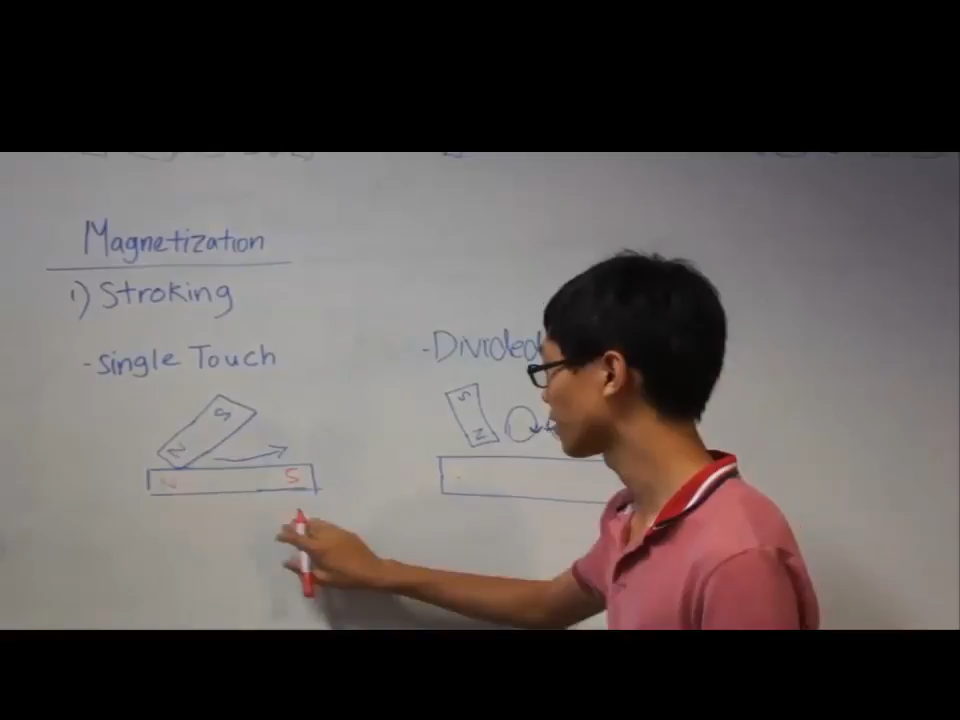 Magnetization
1) Stroking
- Single Touch
- Divided
S
N
S
N
N S